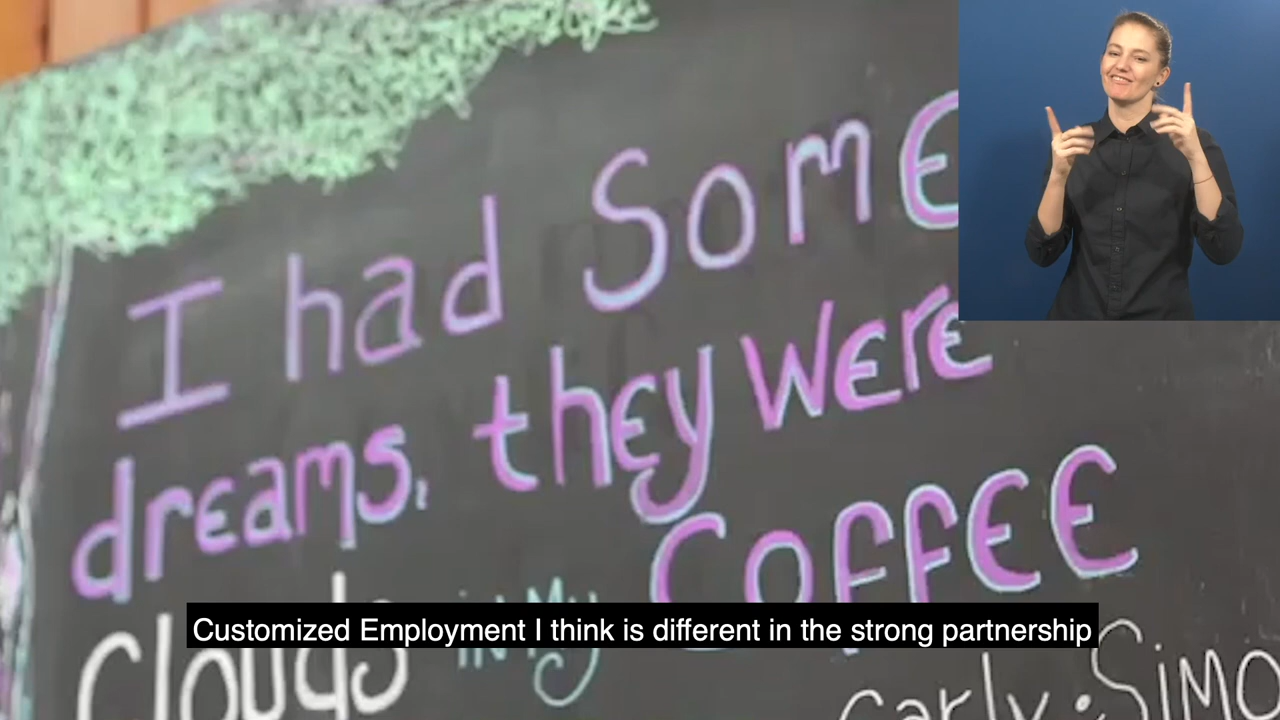 I had SomE
dreams, they were
Clouds in my COFFEE
Carly • Simo
Customized Employment I think is different in the strong partnership